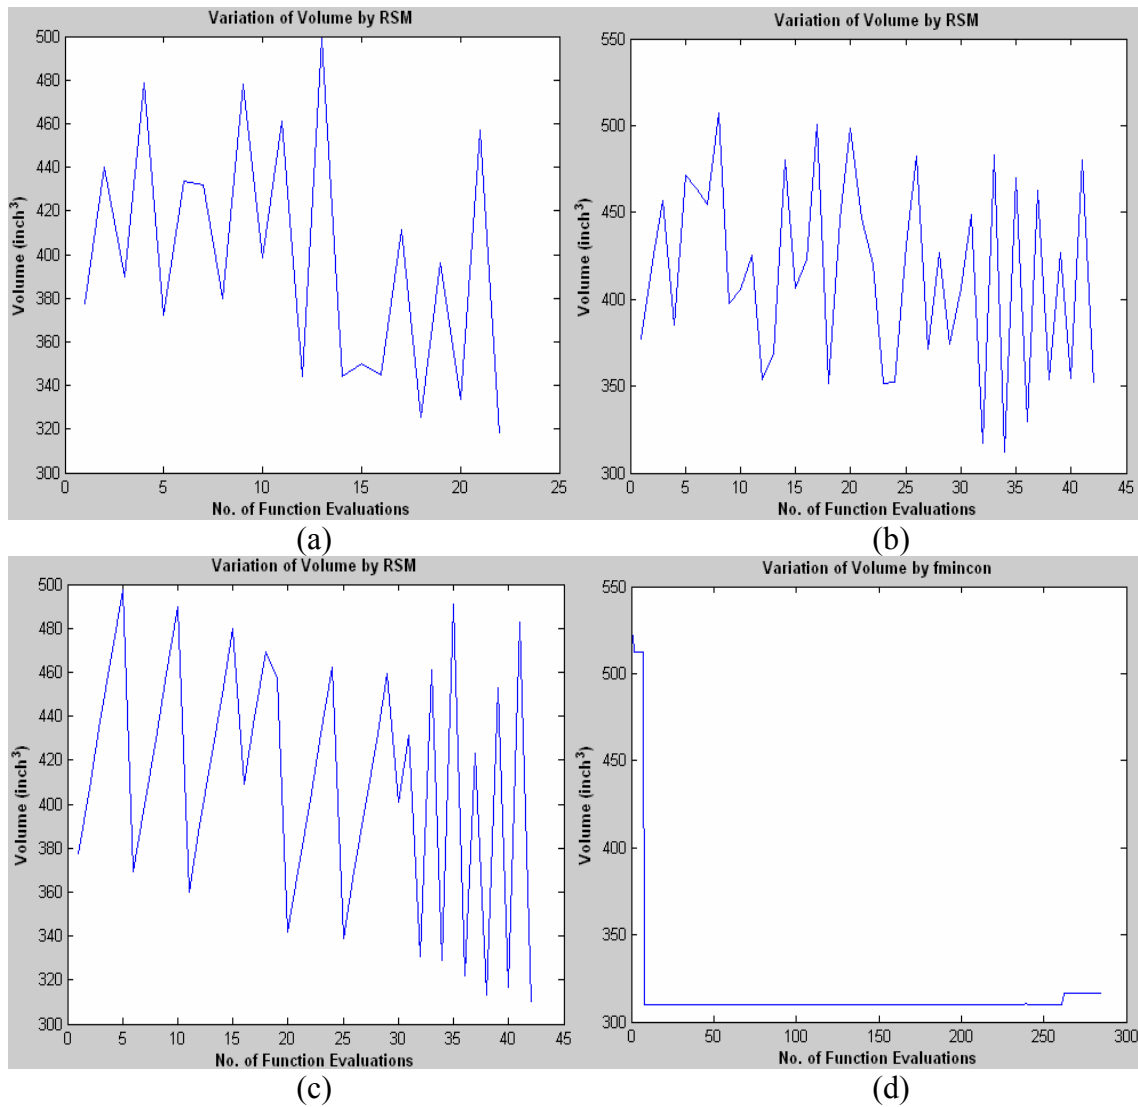 Variation of Volume by RSM
Volume (inch³)
500
480
460
440
420
400
380
360
340
320
300
0 5 10 15 20 25
No. of Function Evaluations
(a)
Variation of Volume by RSM
Volume (inch³)
550
500
450
400
350
300
0 5 10 15 20 25 30 35 40 45
No. of Function Evaluations
(b)
Variation of Volume by RSM
Volume (inch³)
500
480
460
440
420
400
380
360
340
320
300
0 5 10 15 20 25 30 35 40 45
No. of Function Evaluations
(c)
Variation of Volume by fmincon
Volume (inch³)
550
500
450
400
350
300
0 50 100 150 200 250 300
No. of Function Evaluations
(d)